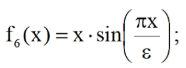 f₆(x) = x · sin(πx/ε);